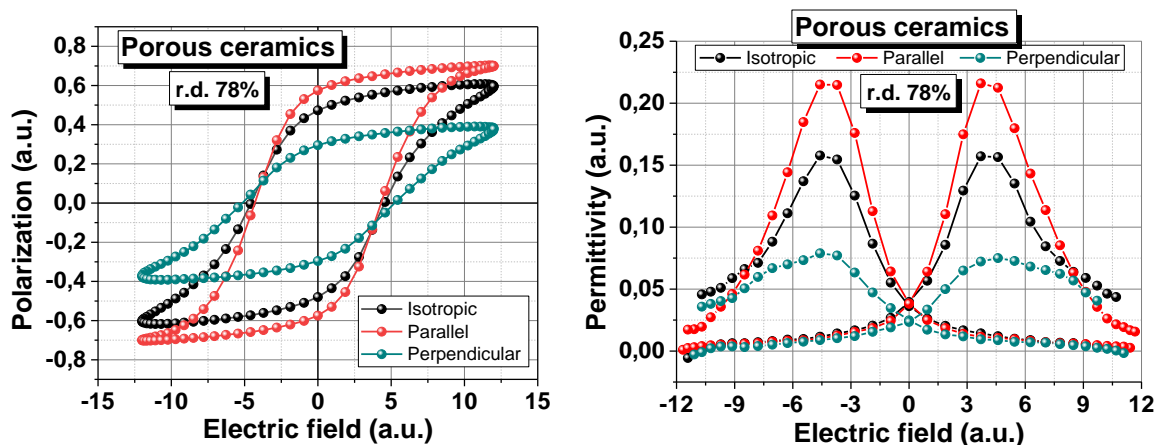 Porous ceramics
r.d. 78%
0,8
0,6
0,4
0,2
0,0
-0,2
-0,4
-0,6
-0,8
Polarization (a.u.)
Isotropic
Parallel
Perpendicular
-15 -10 -5 0 5 10 15
Electric field (a.u.)
Porous ceramics
Isotropic Parallel Perpendicular
r.d. 78%
0,25
0,20
0,15
0,10
0,05
0,00
Permittivity (a.u.)
-12 -9 -6 -3 0 3 6 9 12
Electric field (a.u.)